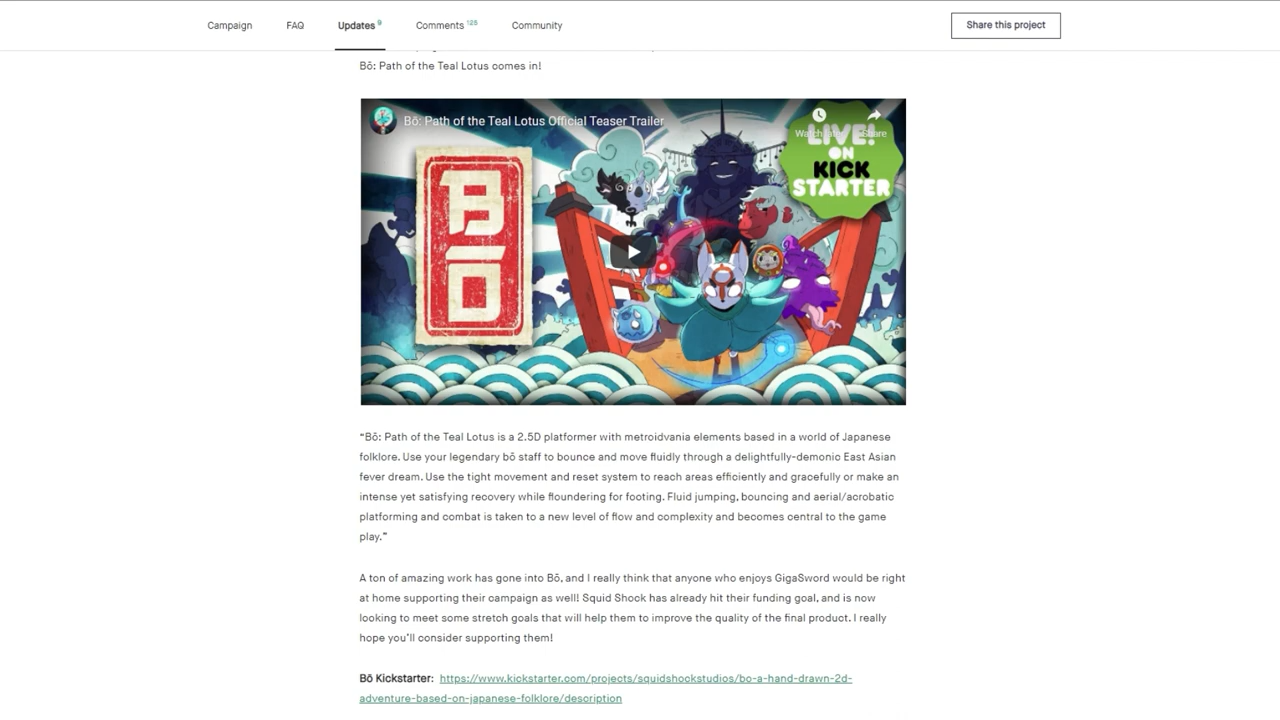 Campaign
FAQ
Updates 9
Comments 125
Community
Share this project
Bō: Path of the Teal Lotus comes in!
Bō: Path of the Teal Lotus Official Teaser Trailer
Watch later
Share
LIVE!
ON
KICK
STARTER
BŌ
“Bō: Path of the Teal Lotus is a 2.5D platformer with metroidvania elements based in a world of Japanese
folklore. Use your legendary bō staff to bounce and move fluidly through a delightfully-demonic East Asian
fever dream. Use the tight movement and reset system to reach areas efficiently and gracefully or make an
intense yet satisfying recovery while floundering for footing. Fluid jumping, bouncing and aerial/acrobatic
platforming and combat is taken to a new level of flow and complexity and becomes central to the game
play.”
A ton of amazing work has gone into Bō, and I really think that anyone who enjoys GigaSword would be right
at home supporting their campaign as well! Squid Shock has already hit their funding goal, and is now
looking to meet some stretch goals that will help them to improve the quality of the final product. I really
hope you’ll consider supporting them!
Bō Kickstarter: https://www.kickstarter.com/projects/squidshockstudios/bo-a-hand-drawn-2d-
adventure-based-on-japanese-folklore/description